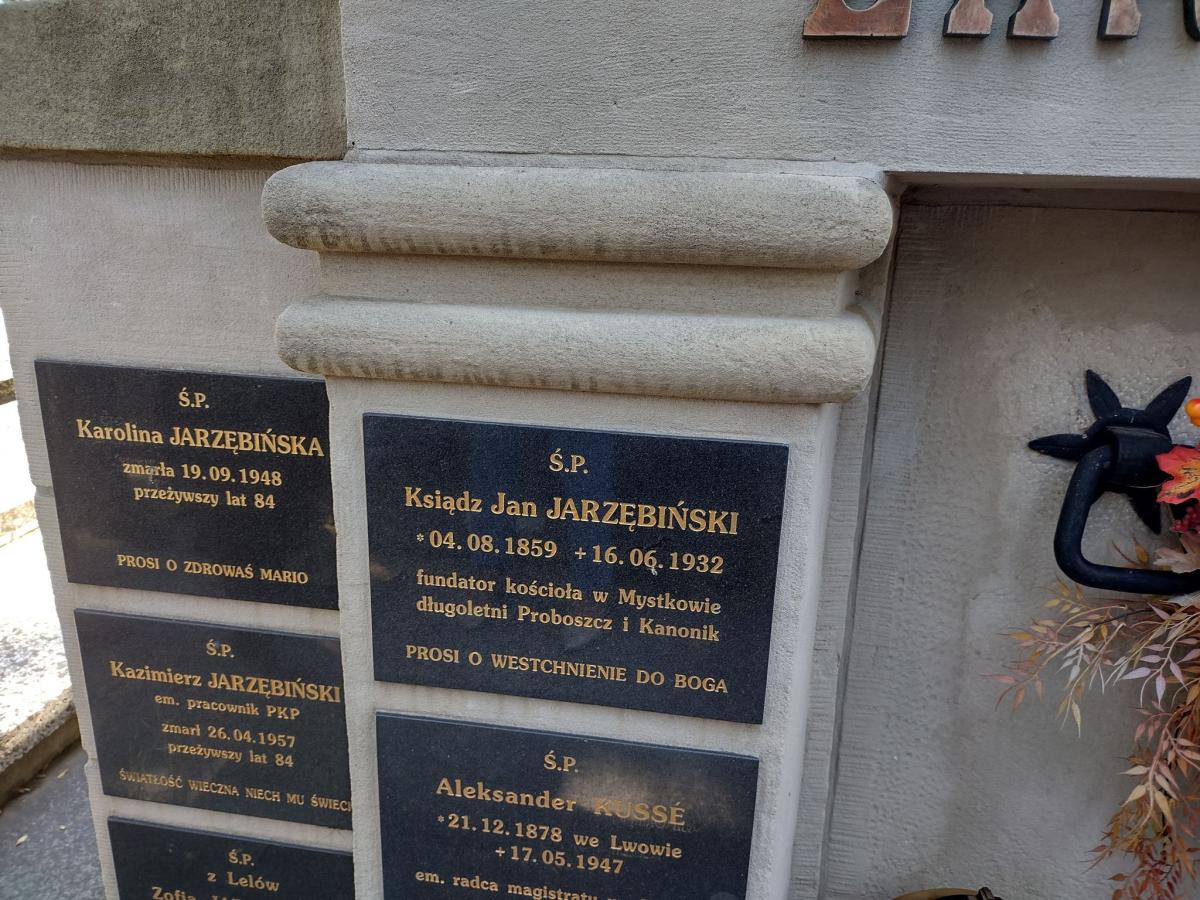 Ś.P.
Karolina JARZĘBIŃSKA
zmarła 19.09.1948
przeżywszy lat 84
PROSI O ZDROWAŚ MARIO
Ś.P.
Kazimierz JARZĘBIŃSKI
em. pracownik PKP
zmarł 26.04.1957
przeżywszy lat 84
ŚWIATŁOŚĆ WIECZNA NIECH MU ŚWIECI
Ś.P.
z Lelów
Zofia
Ś.P.
Ksiądz Jan JARZĘBIŃSKI
*04.08.1859 +16.06.1932
fundator kościoła w Mystkowie
długoletni Proboszcz i Kanonik
PROSI O WESTCHNIENIE DO BOGA
Ś.P.
Aleksander KUSSÉ
*21.12.1878 we Lwowie
+17.05.1947
em. radca magistratu